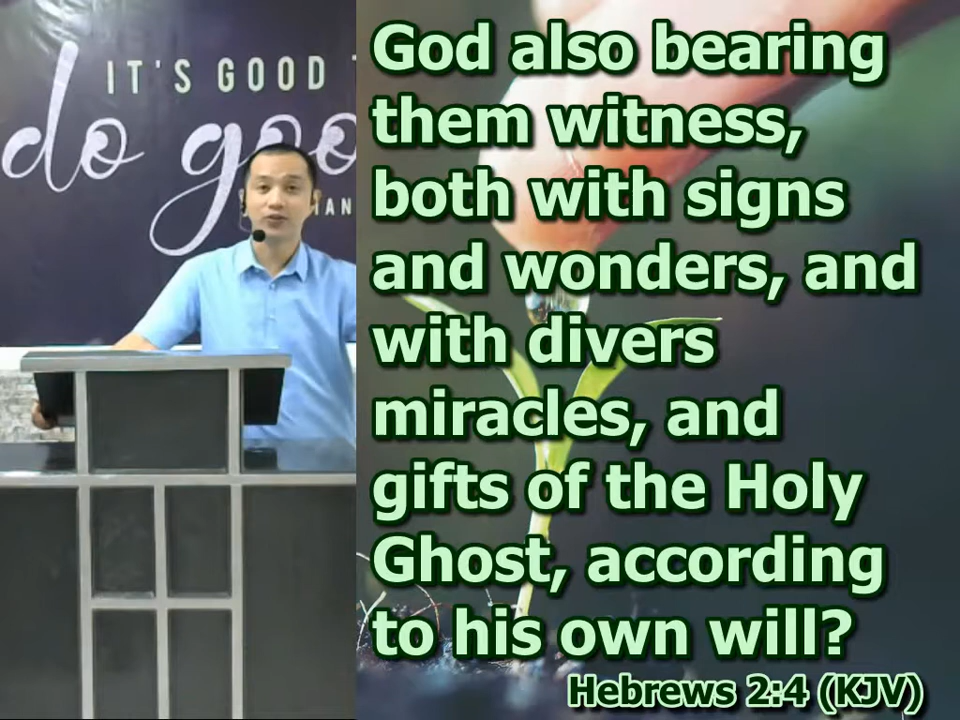 IT'S GOOD
do goo
IAN
God also bearing
them witness,
both with signs
and wonders, and
with divers
miracles, and
gifts of the Holy
Ghost, according
to his own will?
Hebrews 2:4 (KJV)